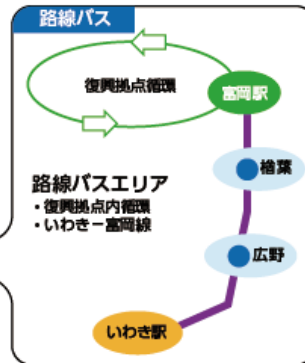 路線バス
復興拠点循環
富岡駅
楢葉
路線バスエリア
・復興拠点内循環
・いわき−富岡線
広野
いわき駅